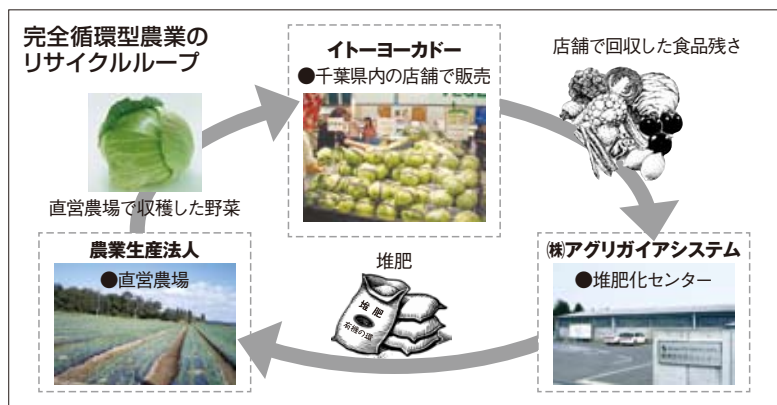 完全循環型農業の
リサイクルループ
イトーヨーカドー
●千葉県内の店舗で販売
店舗で回収した食品残さ
直営農場で収穫した野菜
農業生産法人
●直営農場
堆肥
堆肥
有機の環
㈱アグリガイアシステム
●堆肥化センター